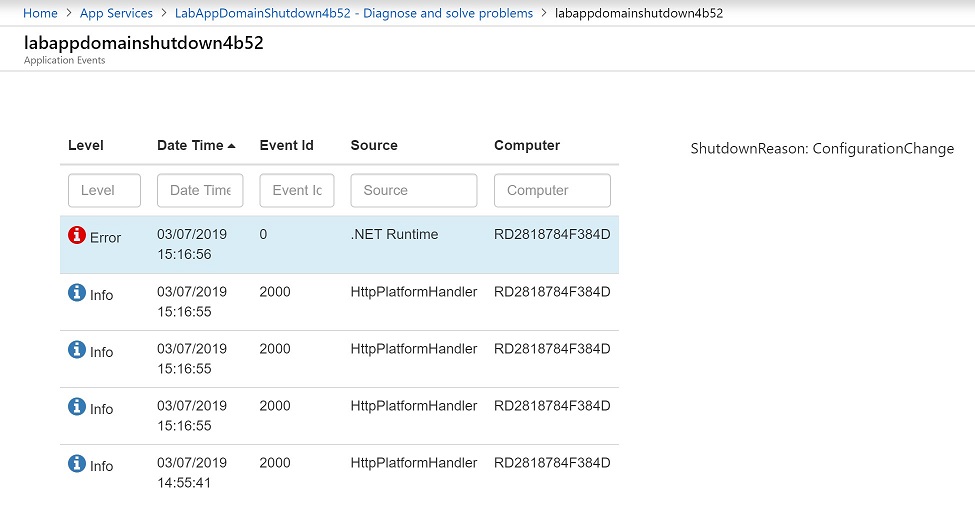 Home > App Services > LabAppDomainShutdown4b52 - Diagnose and solve problems > labappdomainshutdown4b52
labappdomainshutdown4b52
Application Events
Level Date Time Event Id Source Computer
ShutdownReason: ConfigurationChange
Level Date Time Event Ic Source Computer
Error 03/07/2019 0 .NET Runtime RD2818784F384D
15:16:56
Info 03/07/2019 2000 HttpPlatformHandler RD2818784F384D
15:16:55
Info 03/07/2019 2000 HttpPlatformHandler RD2818784F384D
15:16:55
Info 03/07/2019 2000 HttpPlatformHandler RD2818784F384D
15:16:55
Info 03/07/2019 2000 HttpPlatformHandler RD2818784F384D
14:55:41